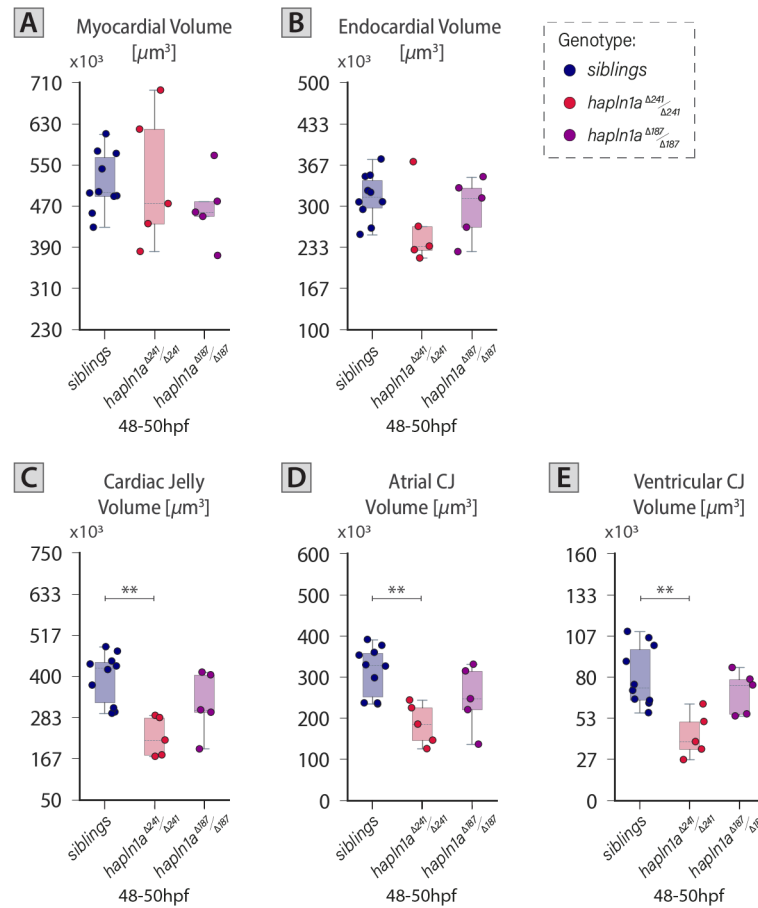 A
Myocardial Volume
[μm³]
x10³
710
630
550
470
390
310
230
siblings
hapln1a Δ241/Δ241
hapln1a Δ187/Δ187
48-50hpf
B
Endocardial Volume
[μm³]
x10³
500
433
367
300
233
167
100
siblings
hapln1a Δ241/Δ241
hapln1a Δ187/Δ187
48-50hpf
Genotype:
siblings
hapln1a Δ241/Δ241
hapln1a Δ187/Δ187
C
Cardiac Jelly
Volume [μm³]
x10³
750
633
517
400
283
167
50
**
siblings
hapln1a Δ241/Δ241
hapln1a Δ187/Δ187
48-50hpf
D
Atrial CJ
Volume [μm³]
x10³
600
500
400
300
200
100
0
**
siblings
hapln1a Δ241/Δ241
hapln1a Δ187/Δ187
48-50hpf
E
Ventricular CJ
Volume [μm³]
x10³
160
133
107
80
53
27
0
**
siblings
hapln1a Δ241/Δ241
hapln1a Δ187/Δ18
48-50hpf